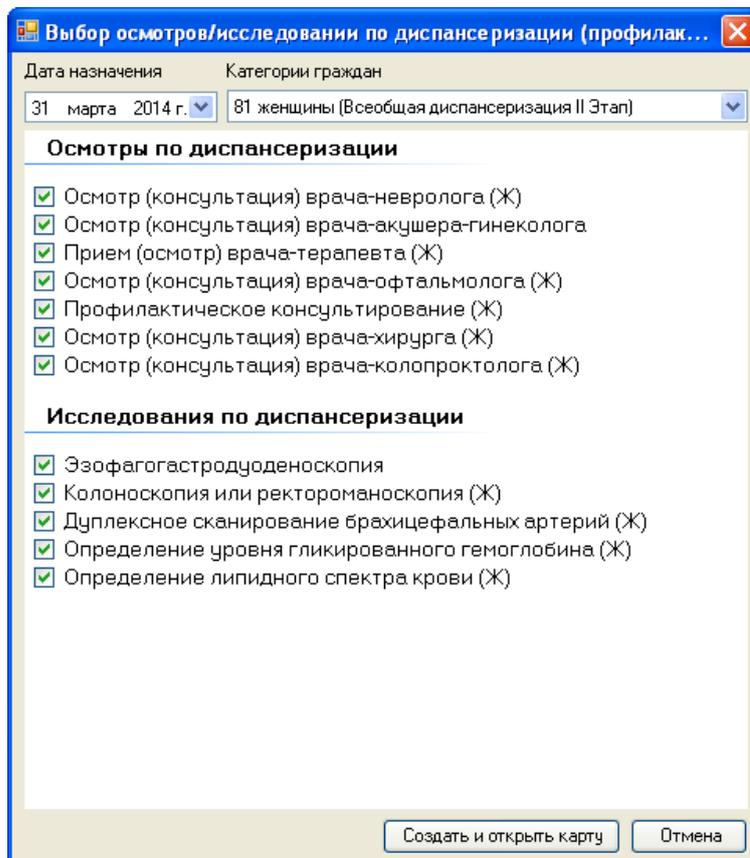 Выбор осмотров/исследовании по диспансеризации (профилак...
Дата назначения Категории граждан
31 марта 2014 г. 81 женщины (Всеобщая диспансеризация II Этап)
Осмотры по диспансеризации
Осмотр (консультация) врача-невролога (Ж)
Осмотр (консультация) врача-акушера-гинеколога
Прием (осмотр) врача-терапевта (Ж)
Осмотр (консультация) врача-офтальмолога (Ж)
Профилактическое консультирование (Ж)
Осмотр (консультация) врача-хирурга (Ж)
Осмотр (консультация) врача-колопроктолога (Ж)
Исследования по диспансеризации
Эзофагогастродуоденоскопия
Колоноскопия или ректороманоскопия (Ж)
Дуплексное сканирование брахицефальных артерий (Ж)
Определение уровня гликированного гемоглобина (Ж)
Определение липидного спектра крови (Ж)
Создать и открыть карту Отмена